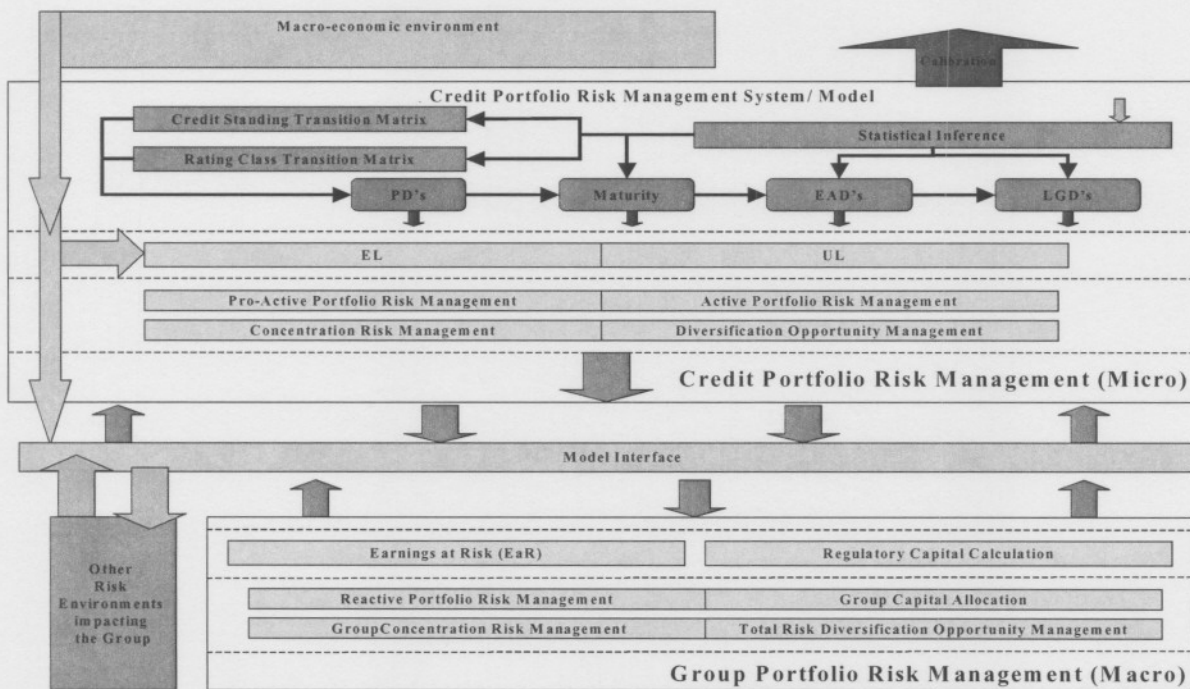 Macro-economic environment
Calibration
Credit Portfolio Risk Management System/ Model
Credit Standing Transition Matrix
Statistical Inference
Rating Class Transition Matrix
PD's
Maturity
EAD's
LGD's
EL
UL
Pro-Active Portfolio Risk Management
Active Portfolio Risk Management
Concentration Risk Management
Diversification Opportunity Management
Credit Portfolio Risk Management (Micro)
Model Interface
Earnings at Risk (EaR)
Regulatory Capital Calculation
Other
Risk
Environments
impacting
the Group
Reactive Portfolio Risk Management
Group Capital Allocation
GroupConcentration Risk Management
Total Risk Diversification Opportunity Management
Group Portfolio Risk Management (Macro)